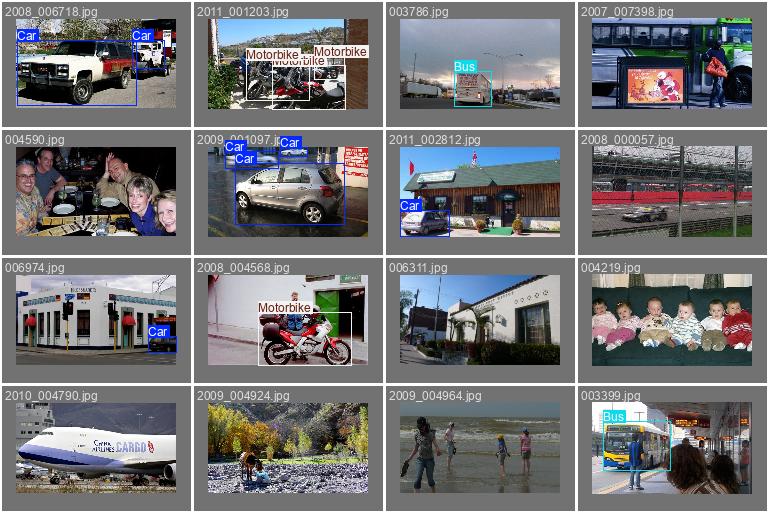 2008_006718.jpg
Car
Car
2011_001203.jpg
Motorbike
Motorbike
Motorbike
003786.jpg
Bus
2007_007398.jpg
004590.jpg
2009_001097.jpg
Car
Car
Car
2011_002812.jpg
Car
2008_000057.jpg
006974.jpg
Car
2008_004568.jpg
Motorbike
006311.jpg
004219.jpg
2010_004790.jpg
CHINA AIRLINES CARGO
2009_004924.jpg
2009_004964.jpg
003399.jpg
Bus